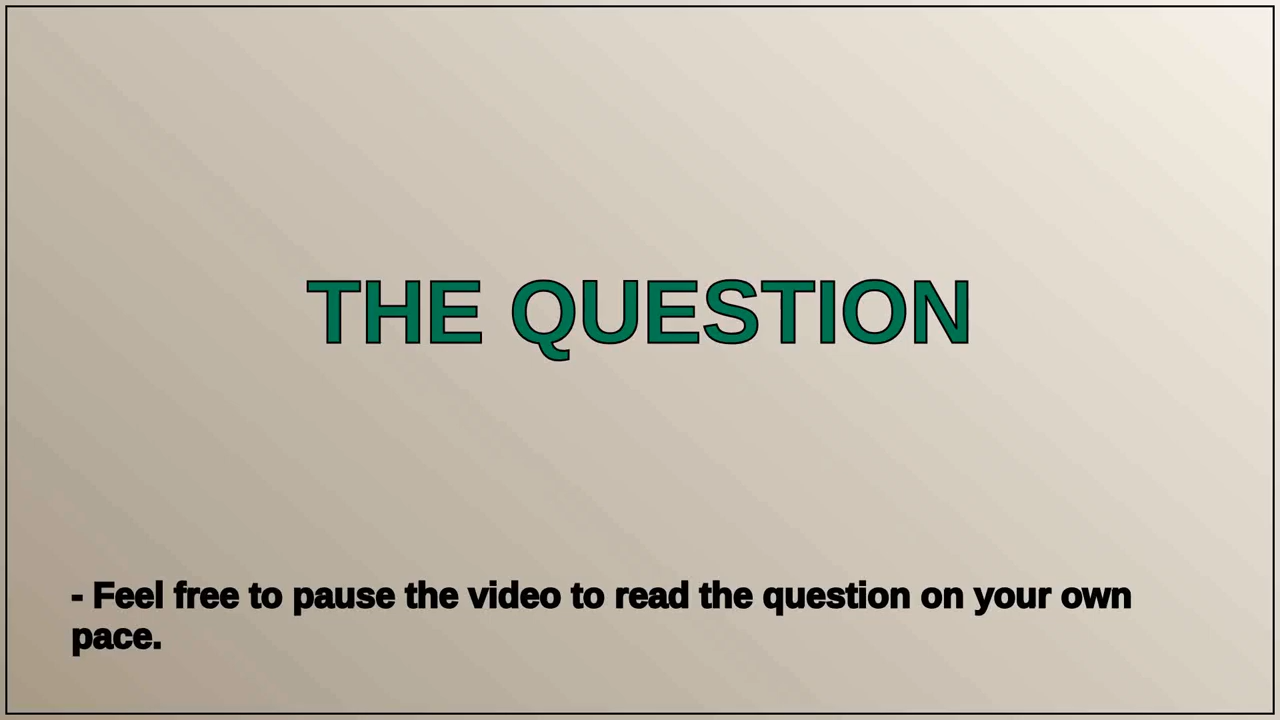 THE QUESTION
- Feel free to pause the video to read the question on your own
pace.